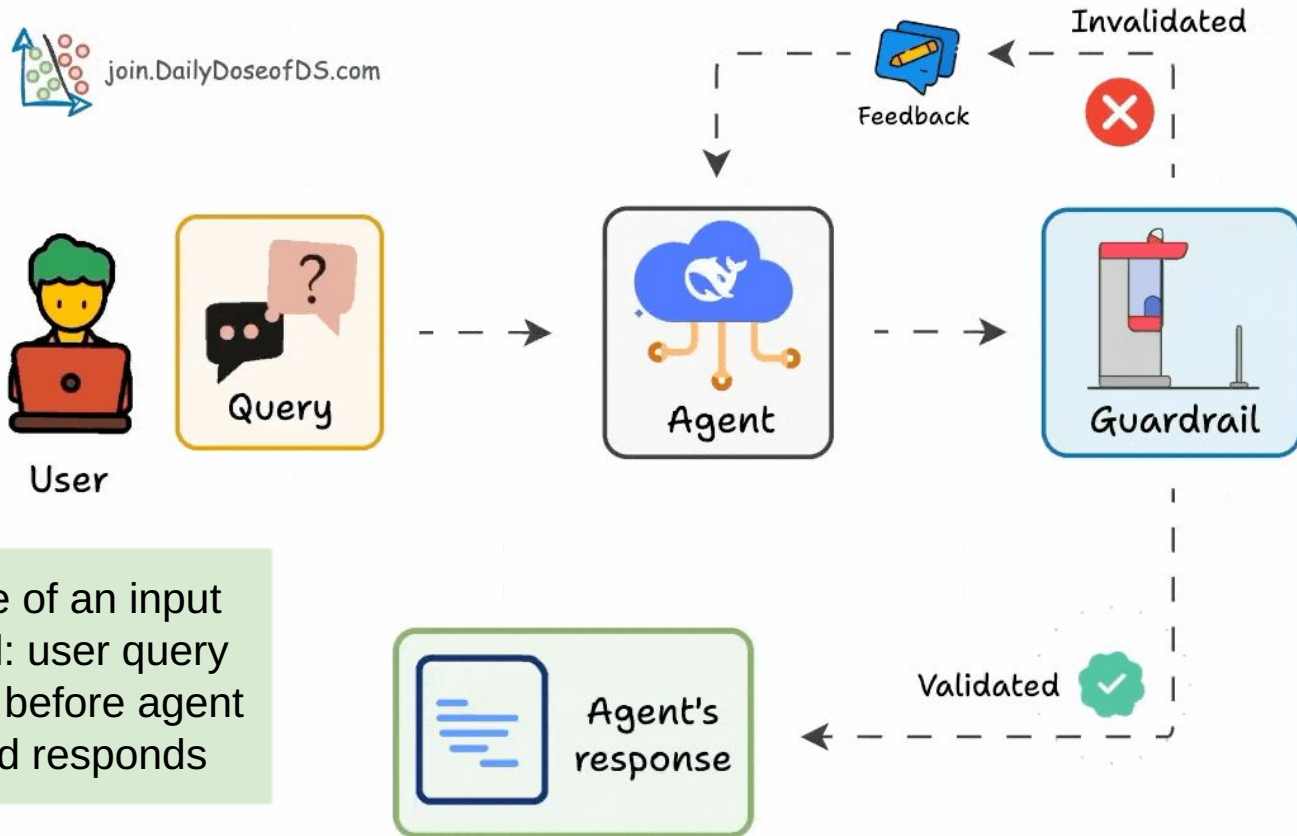 join.DailyDoseofDS.com
Invalidated
Feedback
Query
Agent
Guardrail
User
e of an input
l: user query
before agent
d responds
Validated
Agent's
response